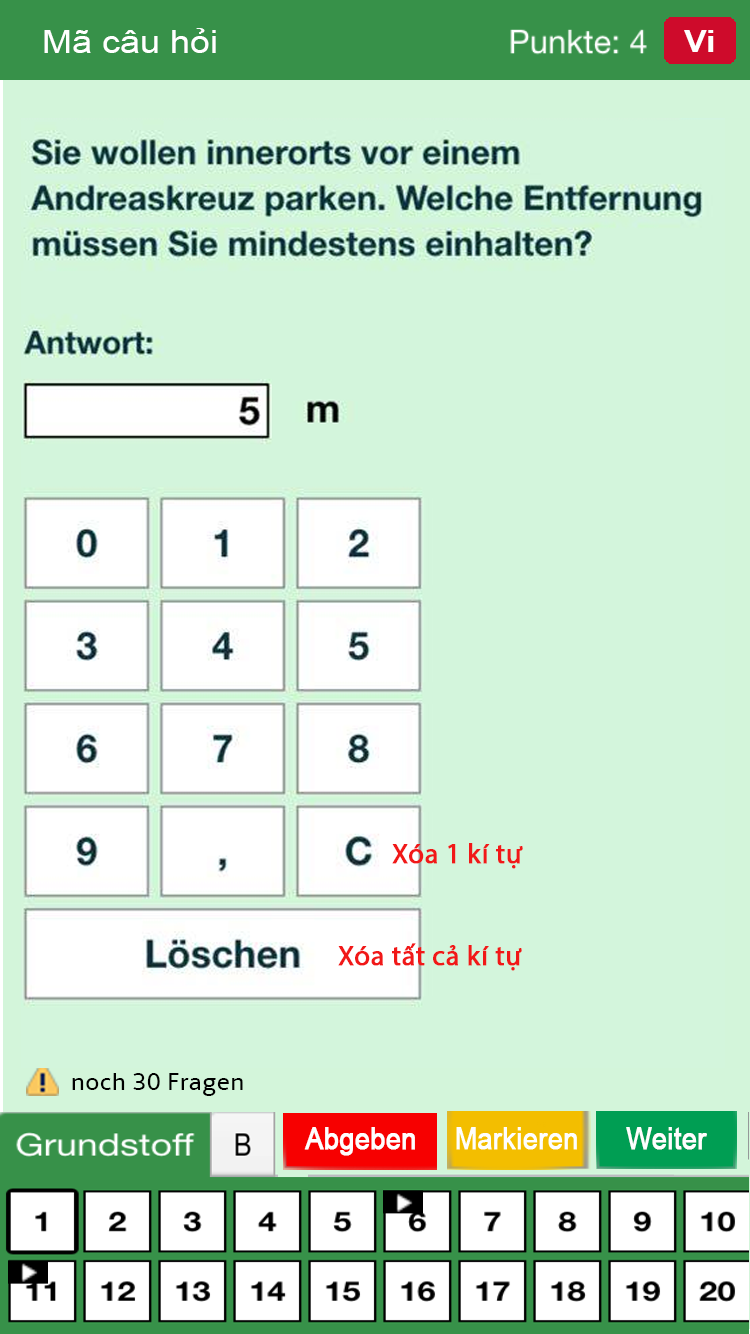 Mã câu hỏi Punkte: 4 Vi
Sie wollen innerorts vor einem
Andreaskreuz parken. Welche Entfernung
müssen Sie mindestens einhalten?
Antwort:
5 m
0 1 2
3 4 5
6 7 8
9 , C Xóa 1 kí tự
Löschen Xóa tất cả kí tự
noch 30 Fragen
Grundstoff B Abgeben Markieren Weiter
1 2 3 4 5 6 7 8 9 10
11 12 13 14 15 16 17 18 19 20